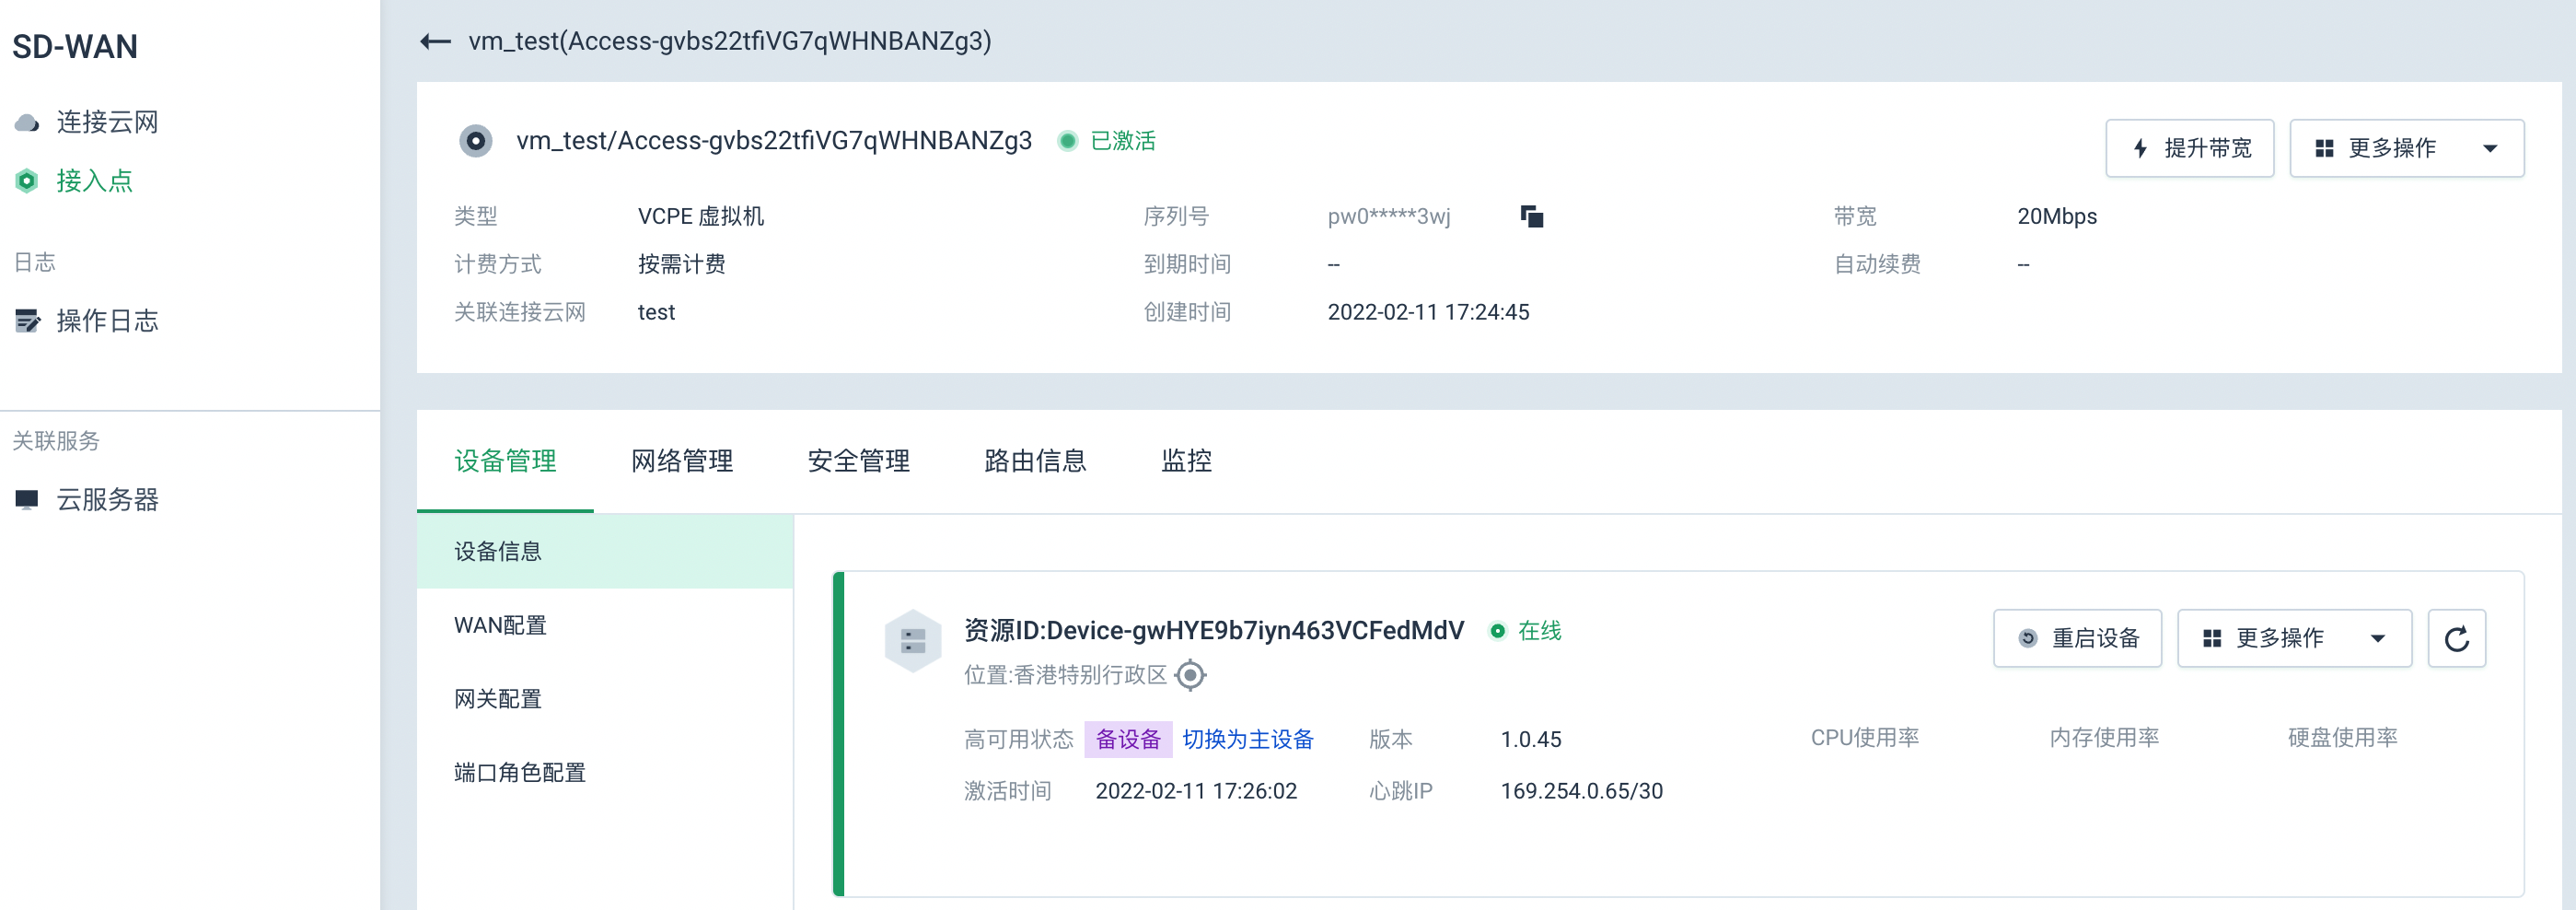 SD-WAN
连接云网
接入点
日志
操作日志
关联服务
云服务器
vm_test(Access-gvbs22tfiVG7qWHNBANZg3)
vm_test/Access-gvbs22tfiVG7qWHNBANZg3 已激活
提升带宽 更多操作
类型 VCPE 虚拟机 序列号 pw0*****3wj 带宽 20Mbps
计费方式 按需计费 到期时间 -- 自动续费 --
关联连接云网 test 创建时间 2022-02-11 17:24:45
设备管理 网络管理 安全管理 路由信息 监控
设备信息
WAN配置
网关配置
端口角色配置
资源ID:Device-gwHYE9b7iyn463VCFedMdV 在线
重启设备 更多操作
位置:香港特别行政区
高可用状态 备设备 切换为主设备 版本 1.0.45 CPU使用率 内存使用率 硬盘使用率
激活时间 2022-02-11 17:26:02 心跳IP 169.254.0.65/30